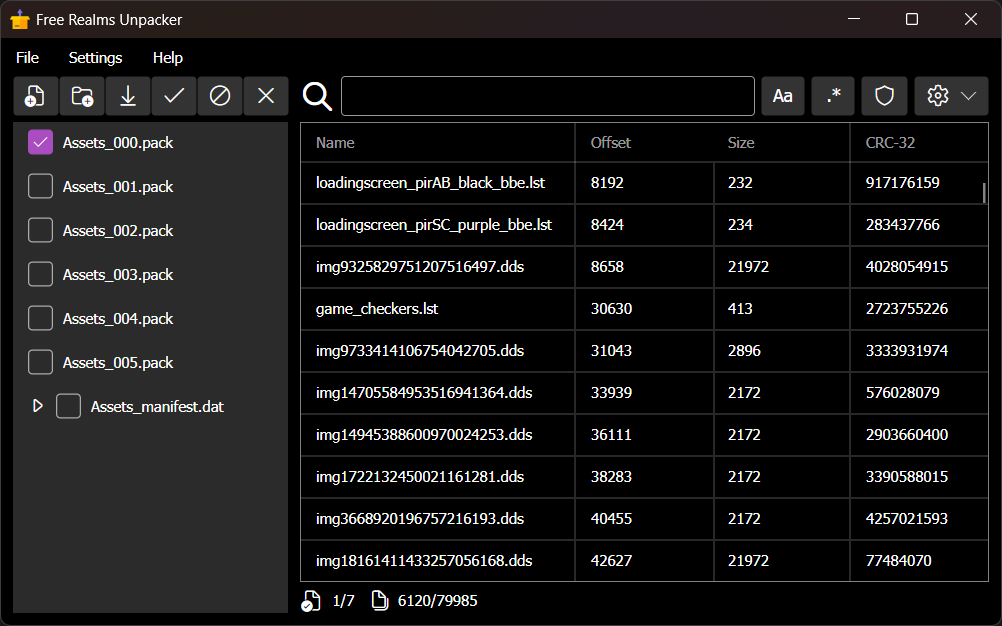 Free Realms Unpacker
File Settings Help
Aa .*
Assets_000.pack
Assets_001.pack
Assets_002.pack
Assets_003.pack
Assets_004.pack
Assets_005.pack
Assets_manifest.dat
Name Offset Size CRC-32
loadingscreen_pirAB_black_bbe.lst 8192 232 917176159
loadingscreen_pirSC_purple_bbe.lst 8424 234 283437766
img9325829751207516497.dds 8658 21972 4028054915
game_checkers.lst 30630 413 2723755226
img9733414106754042705.dds 31043 2896 3333931974
img14705584953516941364.dds 33939 2172 576028079
img14945388600970024253.dds 36111 2172 2903660400
img1722132450021161281.dds 38283 2172 3390588015
img3668920196757216193.dds 40455 2172 4257021593
img18161411433257056168.dds 42627 21972 77484070
1/7 6120/79985